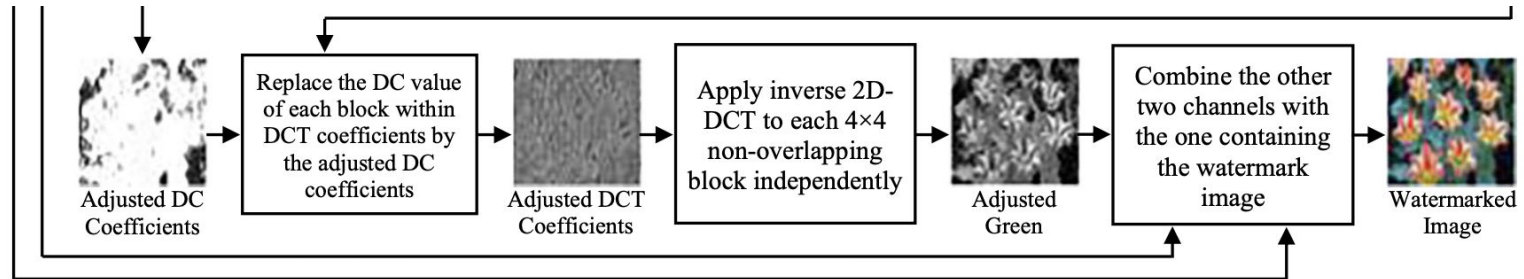 Replace the DC value
of each block within
DCT coefficients by
the adjusted DC
coefficients
Adjusted DC
Coefficients
Adjusted DCT
Coefficients
Apply inverse 2D-
DCT to each 4×4
non-overlapping
block independently
Adjusted
Green
Combine the other
two channels with
the one containing
the watermark
image
Watermarked
Image